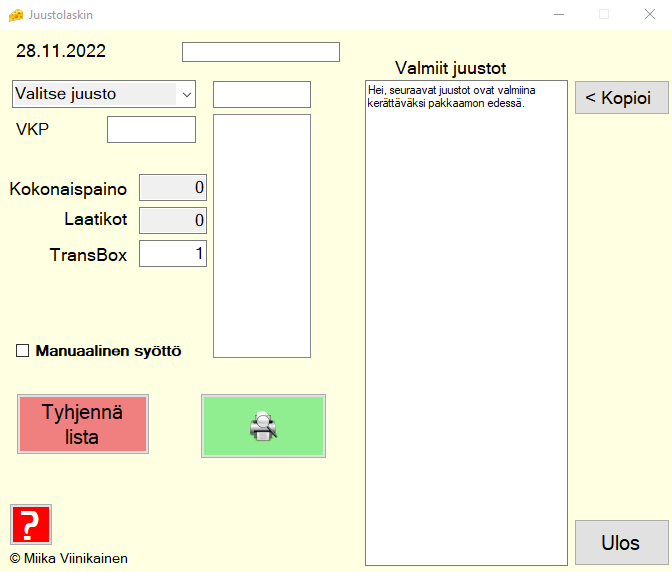 Juustolaskin
28.11.2022
Valmiit juustot
Valitse juusto
Hei, seuraavat juustot ovat valmiina
kerättäväksi pakkaamon edessä.
< Kopioi
VKP
Kokonaispaino 0
Laatikot 0
TransBox 1
Manuaalinen syöttö
Tyhjennä
lista
?
© Miika Viinikainen
Ulos